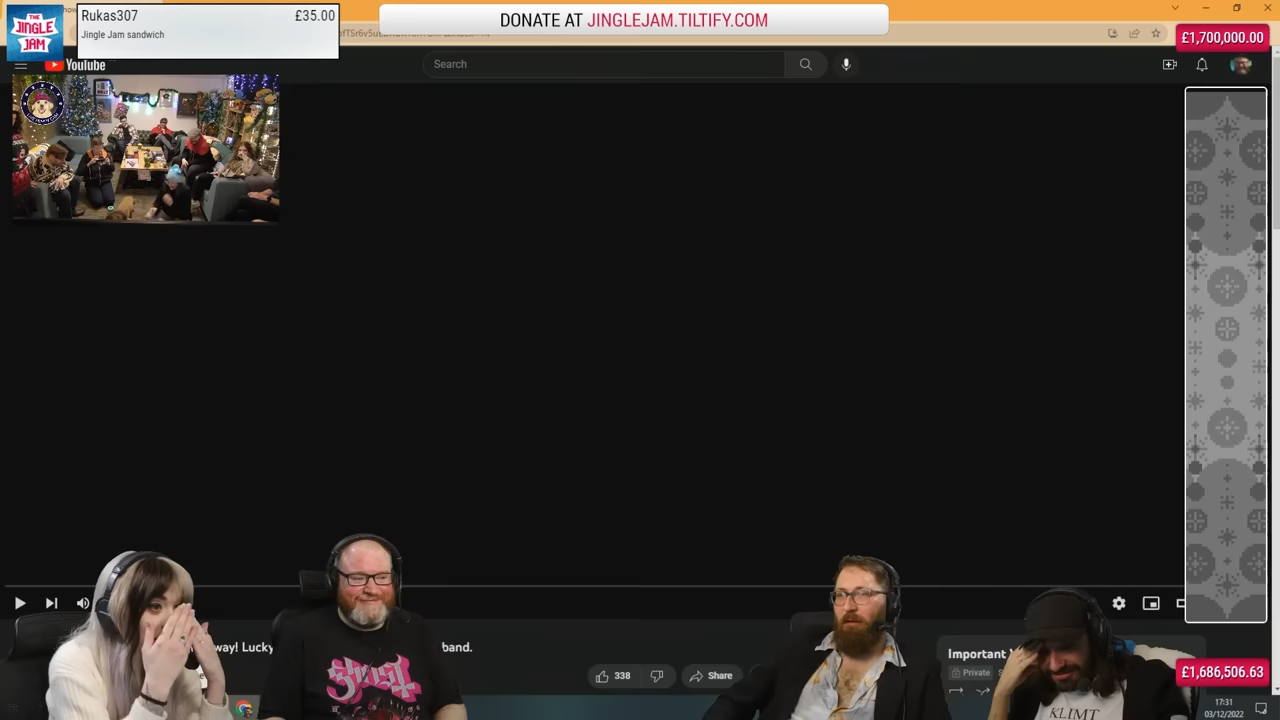 THE
JINGLE
JAM
Rukas307
£35.00
Jingle Jam sandwich
DONATE AT JINGLEJAM.TILTIFY.COM
£1,700,000.00
YouTube
Search
way! Lucky
band.
338
Share
Important
Private
£1,686,506.63
Ghost
KLIMT
17:31
03/12/2022